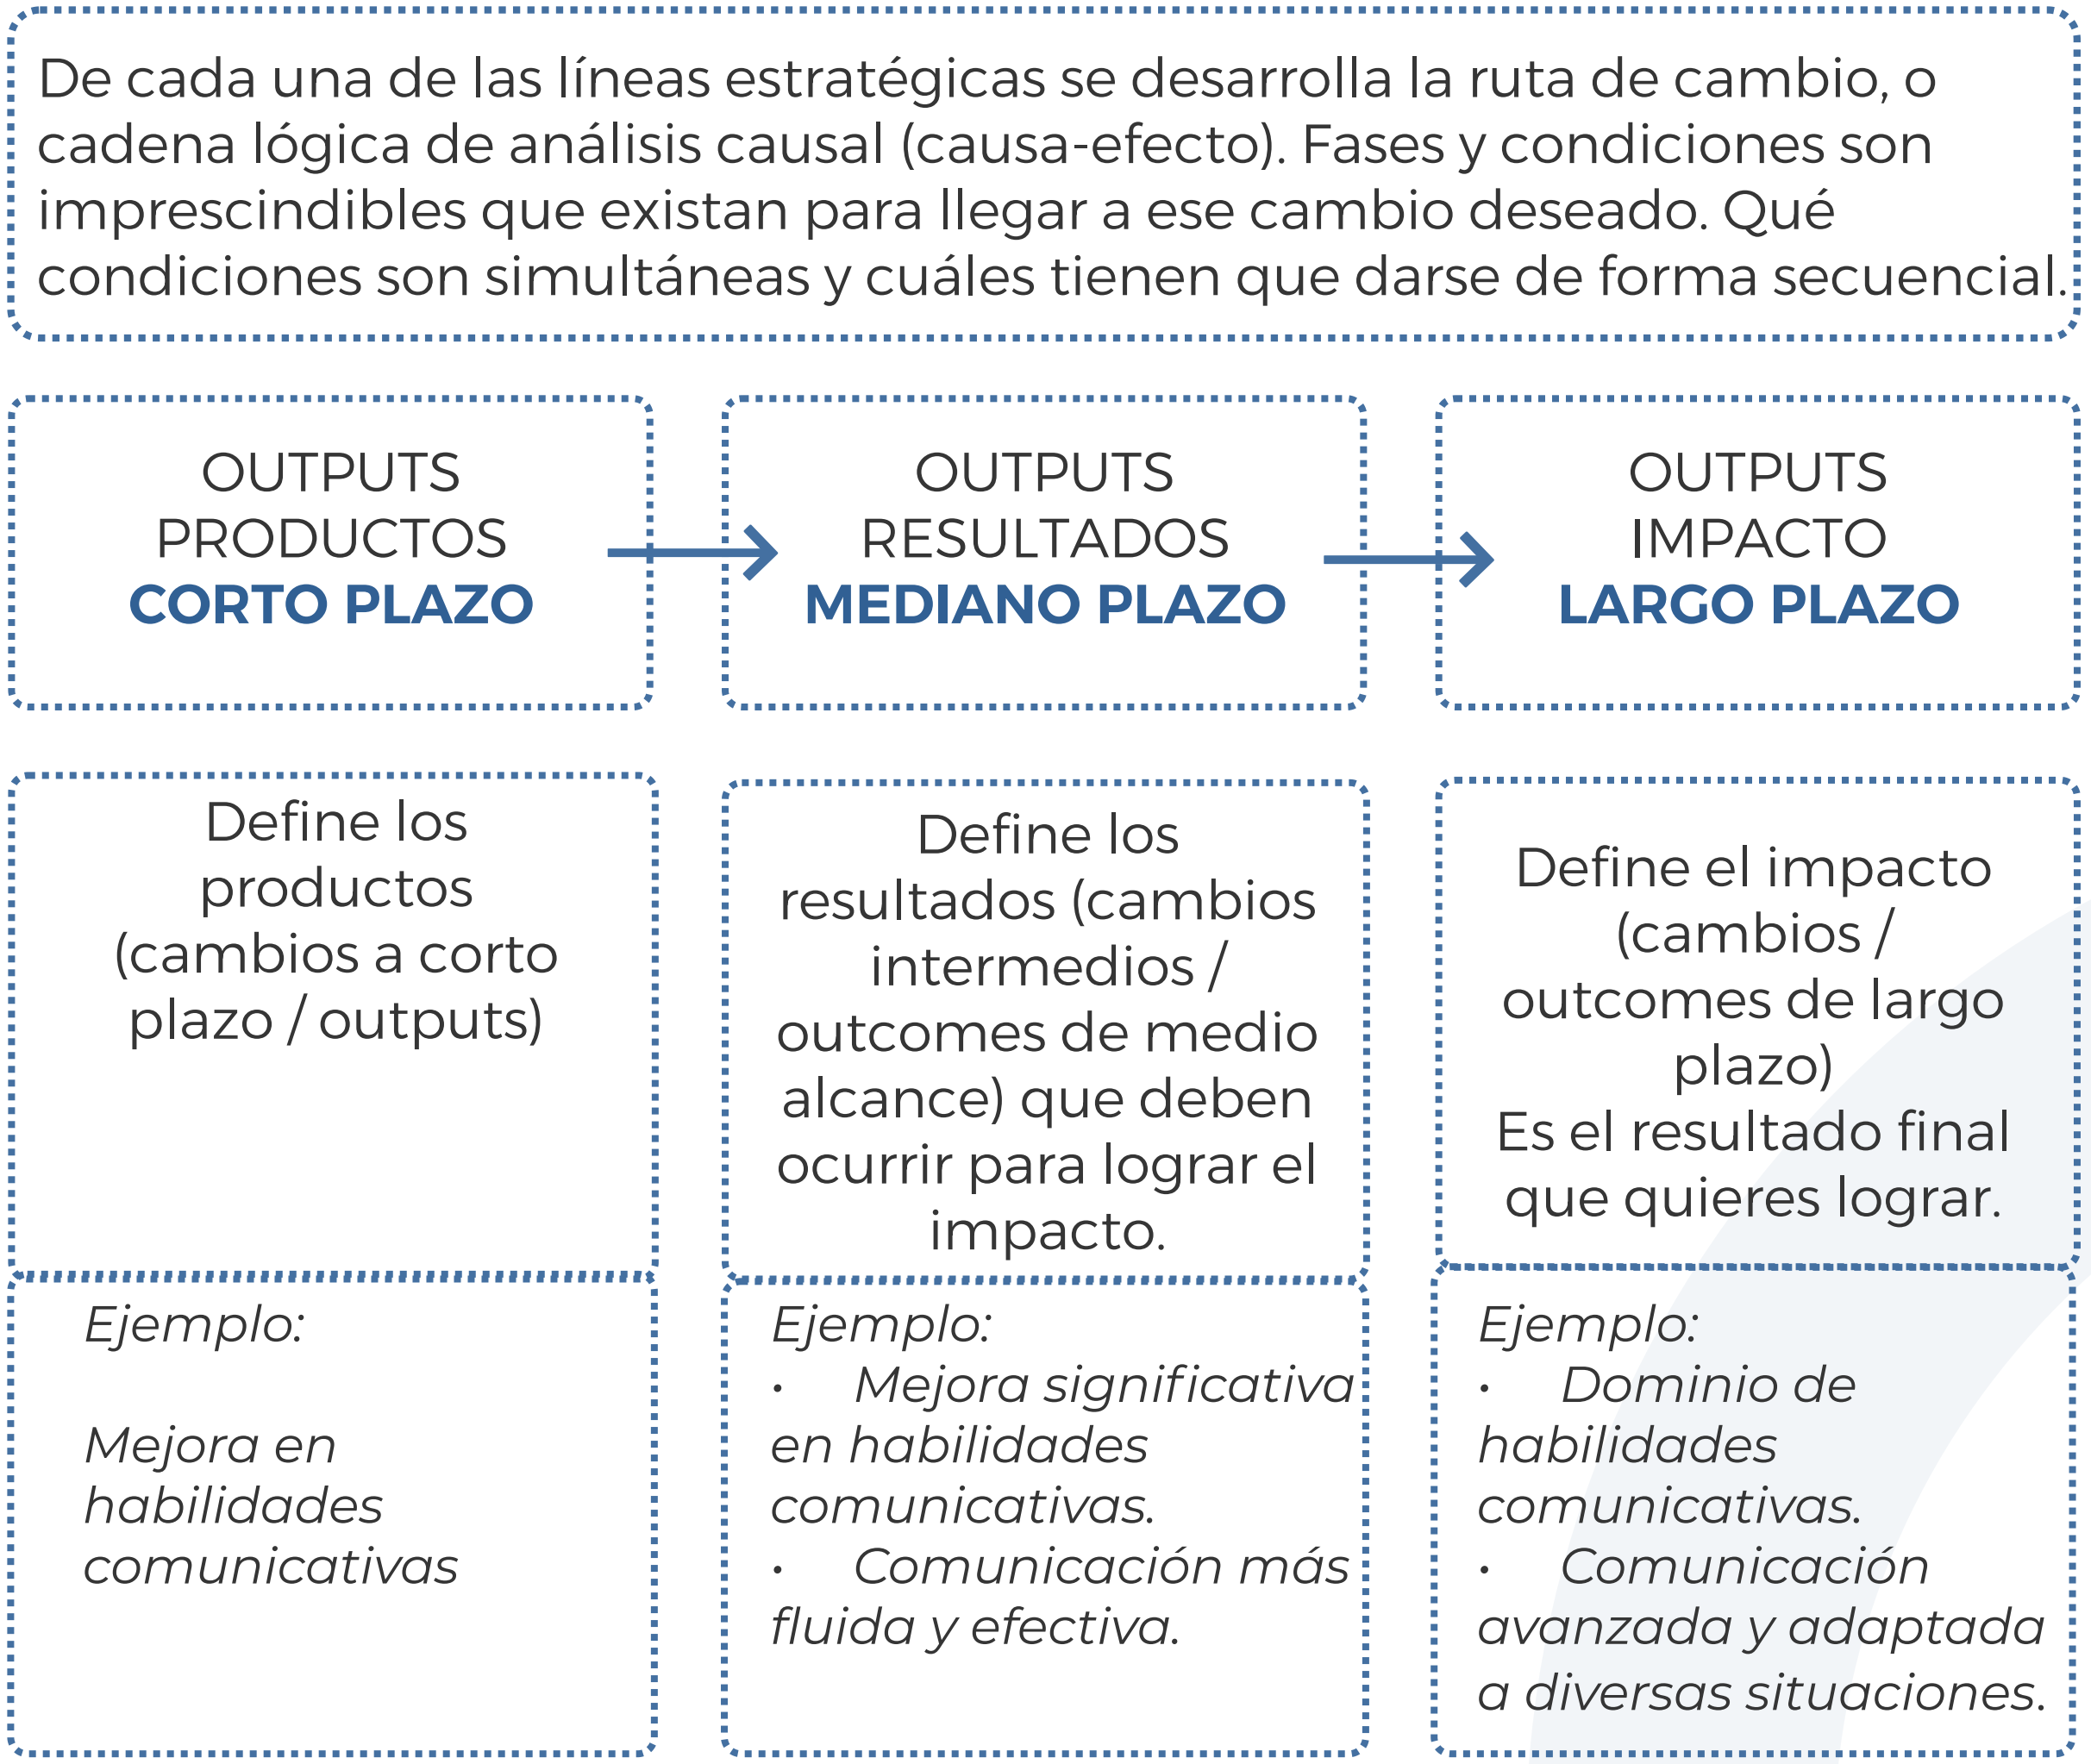 De cada una de las líneas estratégicas se desarrolla la ruta de cambio, o
cadena lógica de análisis causal (causa-efecto). Fases y condiciones son
imprescindibles que existan para llegar a ese cambio deseado. Qué
condiciones son simultáneas y cuáles tienen que darse de forma secuencial.
OUTPUTS
PRODUCTOS
CORTO PLAZO
OUTPUTS
RESULTADOS
MEDIANO PLAZO
OUTPUTS
IMPACTO
LARGO PLAZO
Define los
productos
(cambios a corto
plazo / outputs)
Define los
resultados (cambios
intermedios /
outcomes de medio
alcance) que deben
ocurrir para lograr el
impacto.
Define el impacto
(cambios /
outcomes de largo
plazo)
Es el resultado final
que quieres lograr.
Ejemplo:
Mejora en
habilidades
comunicativas
Ejemplo:
• Mejora significativa
en habilidades
comunicativas.
• Comunicación más
fluida y efectiva.
Ejemplo:
• Dominio de
habilidades
comunicativas.
• Comunicación
avanzada y adaptada
a diversas situaciones.